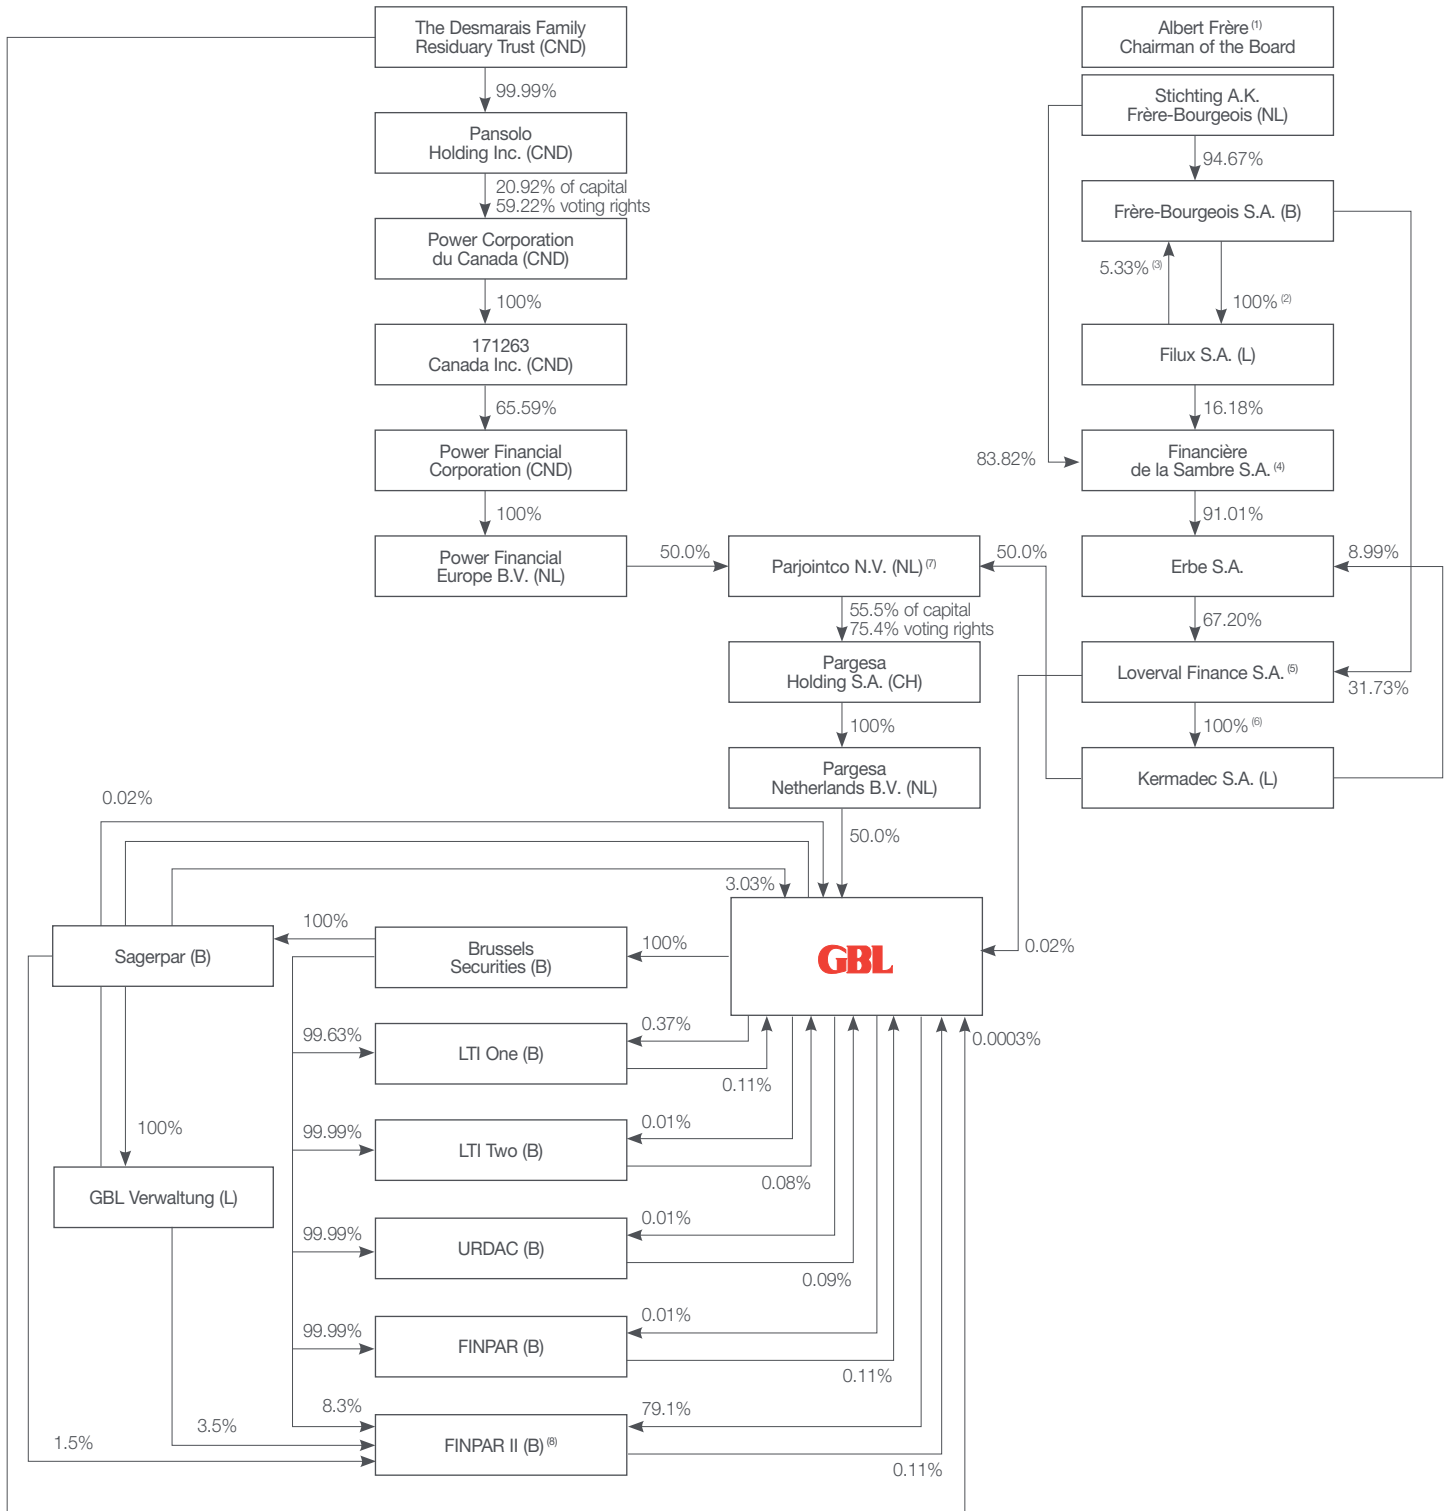 The Desmarais Family
Residuary Trust (CND)
99.99%
Pansolo
Holding Inc. (CND)
20.92% of capital
59.22% voting rights
Power Corporation
du Canada (CND)
100%
171263
Canada Inc. (CND)
65.59%
Power Financial
Corporation (CND)
100%
Power Financial
Europe B.V. (NL)
50.0%
Albert Frère (1)
Chairman of the Board
Stichting A.K.
Frère-Bourgeois (NL)
94.67%
Frère-Bourgeois S.A. (B)
5.33% (3)
100% (2)
Filux S.A. (L)
16.18%
83.82%
Financière
de la Sambre S.A. (4)
91.01%
Erbe S.A.
8.99%
67.20%
Loverval Finance S.A. (5)
31.73%
100% (6)
Kermadec S.A. (L)
50.0%
Parjointco N.V. (NL) (7)
55.5% of capital
75.4% voting rights
Pargesa
Holding S.A. (CH)
100%
Pargesa
Netherlands B.V. (NL)
50.0%
0.02%
3.03%
GBL
0.02%
0.0003%
100%
Brussels
Securities (B)
100%
Sagerpar (B)
100%
GBL Verwaltung (L)
99.63%
LTI One (B)
0.37%
0.11%
99.99%
LTI Two (B)
0.01%
0.08%
99.99%
URDAC (B)
0.01%
0.09%
99.99%
FINPAR (B)
0.01%
0.11%
8.3%
3.5%
1.5%
FINPAR II (B) (8)
79.1%
0.11%